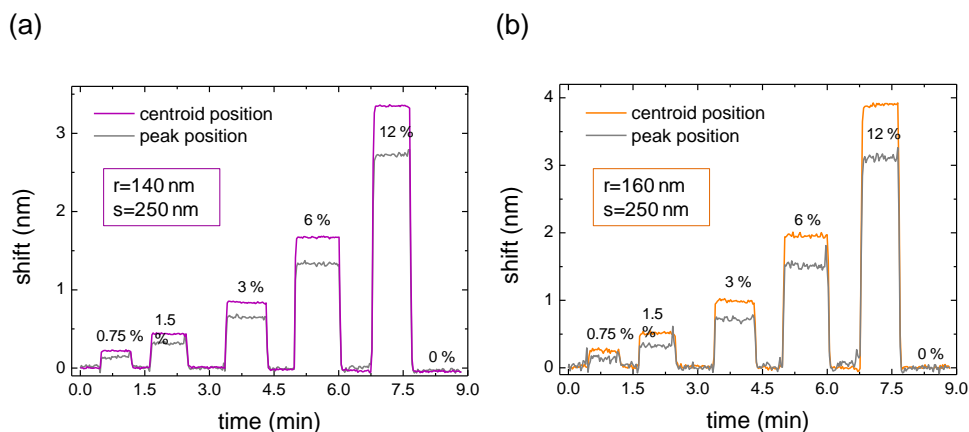 (a)
(b)
centroid position
peak position
r=140 nm
s=250 nm
0.75 %
1.5
%
3 %
6 %
12 %
0 %
shift (nm)
3
2
1
0
0.0 1.5 3.0 4.5 6.0 7.5 9.0
time (min)
centroid position
peak position
r=160 nm
s=250 nm
0.75 %
1.5
%
3 %
6 %
12 %
0 %
shift (nm)
4
3
2
1
0
0.0 1.5 3.0 4.5 6.0 7.5 9.0
time (min)